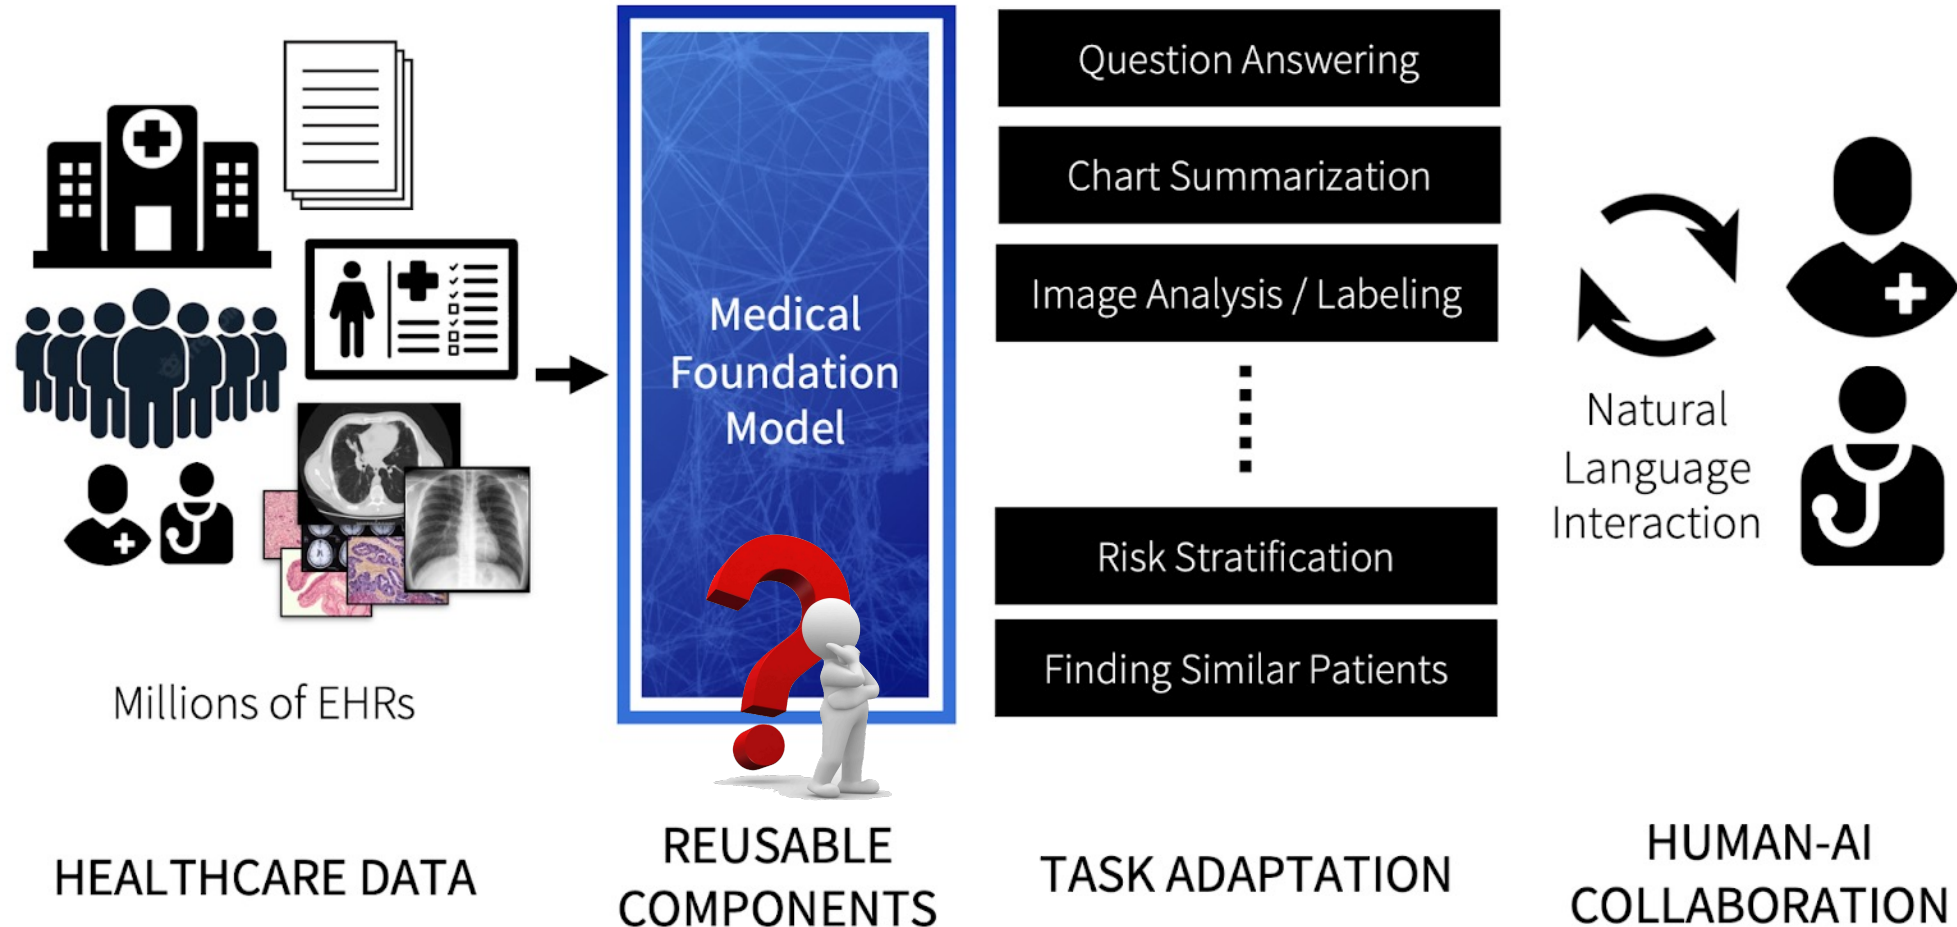 Millions of EHRs
HEALTHCARE DATA
Medical
Foundation
Model
REUSABLE
COMPONENTS
Question Answering
Chart Summarization
Image Analysis / Labeling
Risk Stratification
Finding Similar Patients
TASK ADAPTATION
Natural
Language
Interaction
HUMAN-AI
COLLABORATION